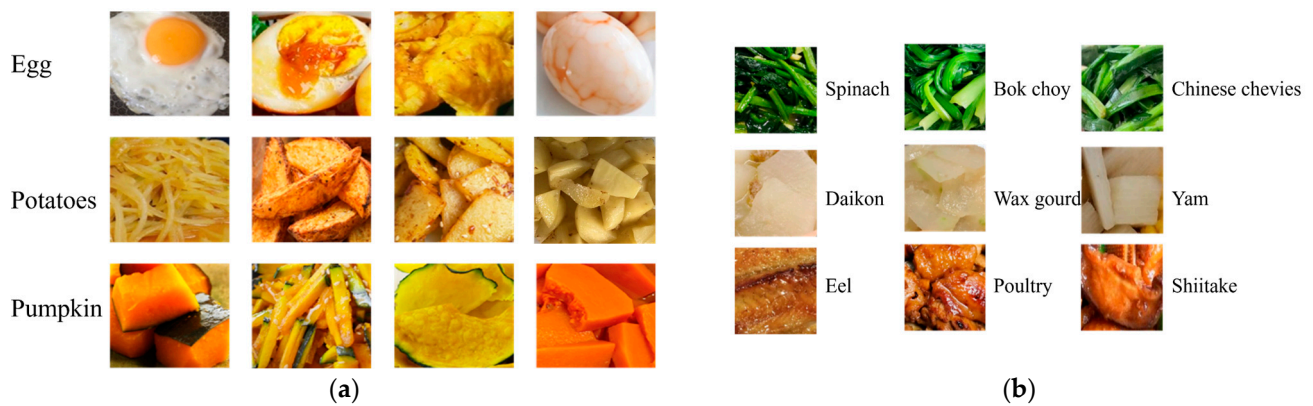 Egg
Potatoes
Pumpkin
(a)
Spinach
Bok choy
Chinese chevies
Daikon
Wax gourd
Yam
Eel
Poultry
Shiitake
(b)